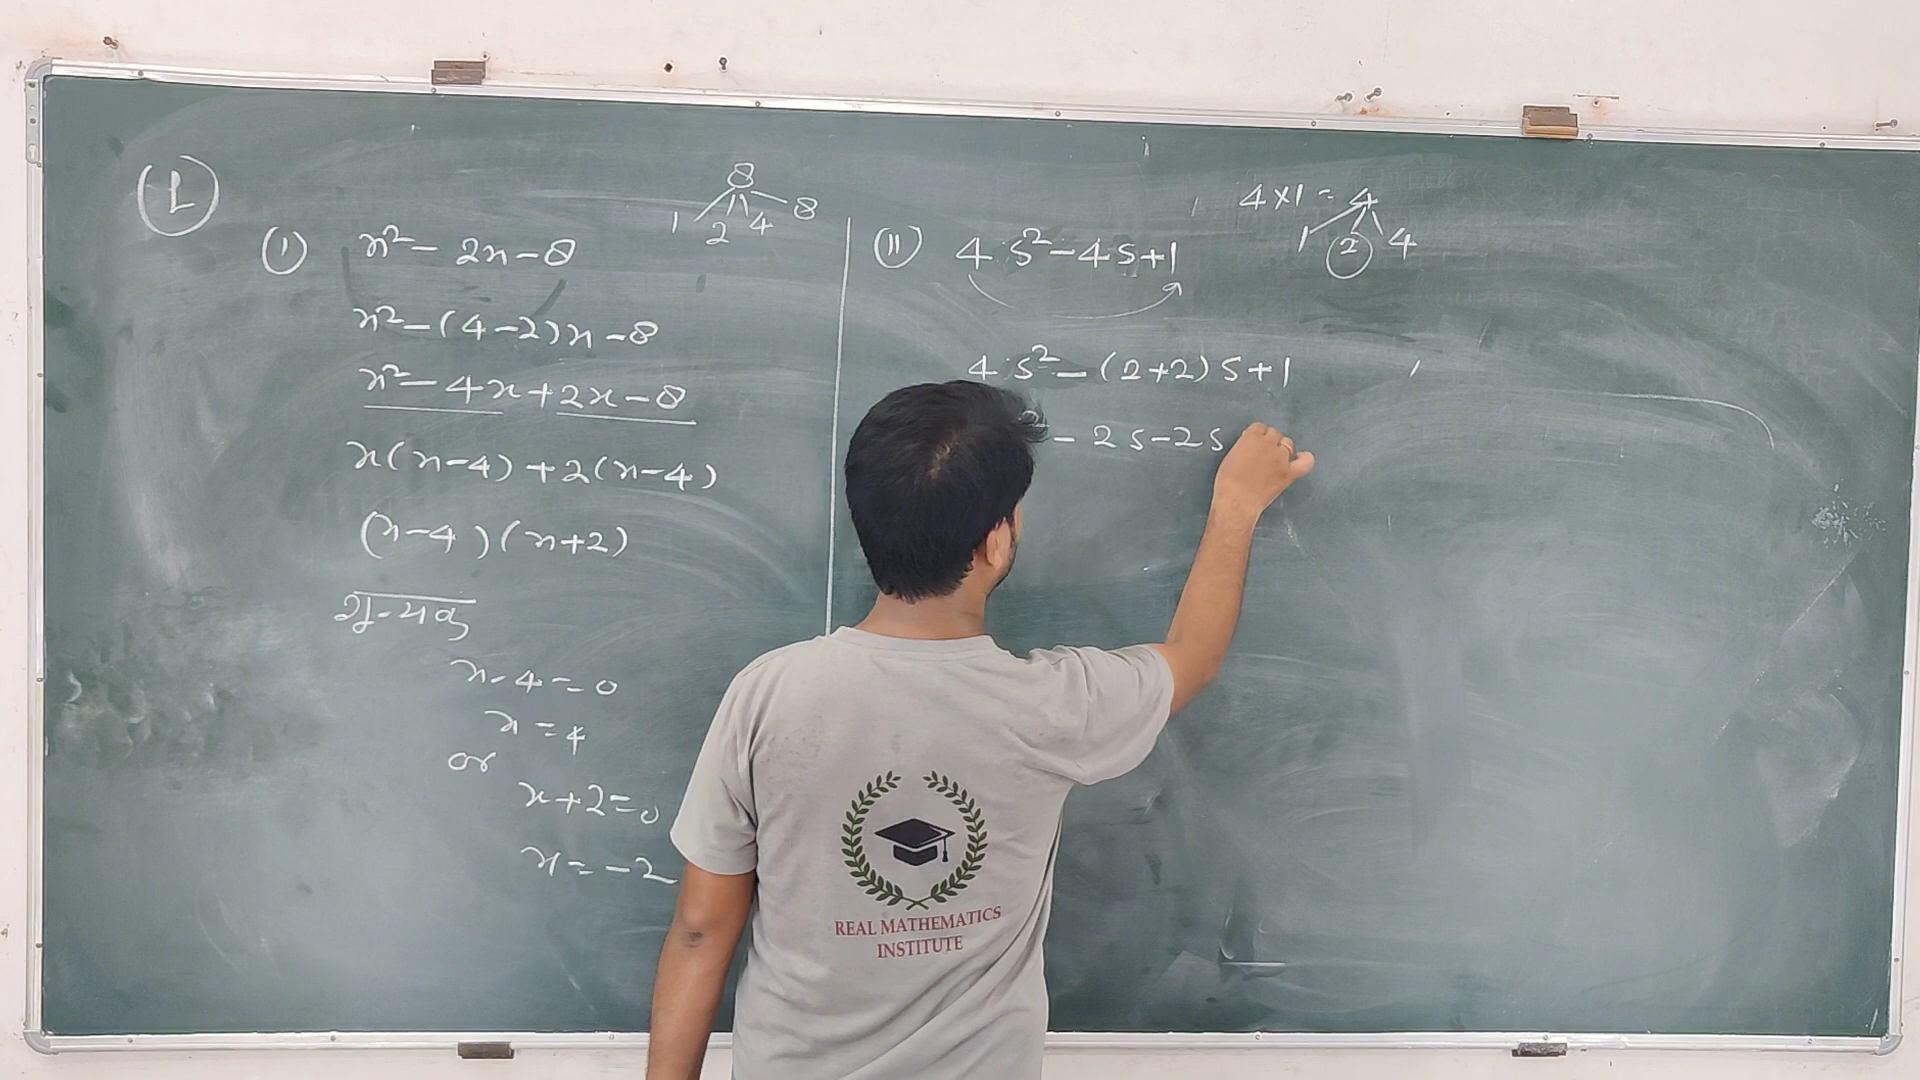 1
(I) x² - 2x - 8
8
1 2 4 8
x² - (4-2)x - 8
x² - 4x + 2x - 8
x(x-4) + 2(x-4)
(x-4)(x+2)
शून्यक
x - 4 = 0
x = 4
or
x + 2 = 0
x = -2
(II) 4s² - 4s + 1
4×1 = 4
1 2 4
4s² - (2+2)s + 1
- 2s - 2s
REAL MATHEMATICS
INSTITUTE